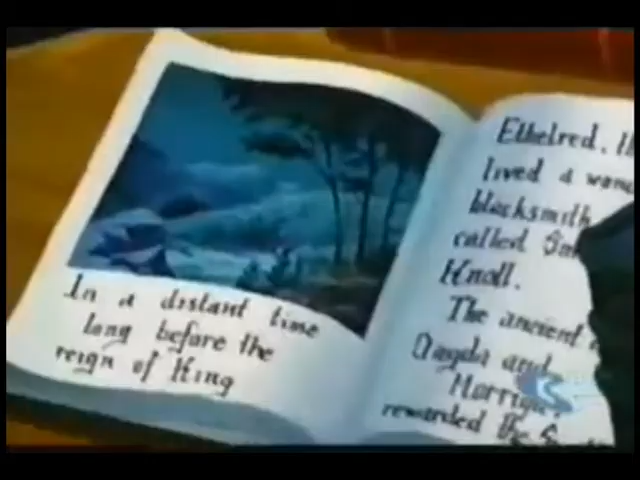 In a distant time
long before the
reign of King
Ethelred,
lived a
blacksmith
called
Knoll.
The ancient
Dagda and
rewarded the